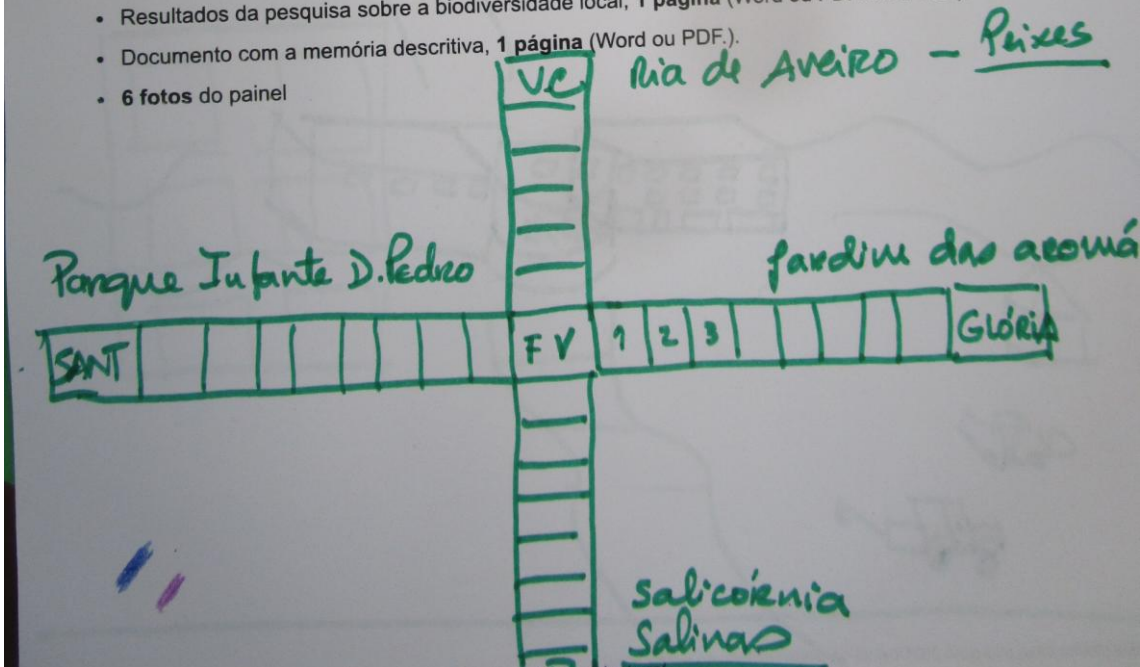 • Resultados da pesquisa sobre a biodiversidade local, 1 página
• Documento com a memória descritiva, 1 página (Word ou PDF.).
• 6 fotos do painel
VC
Ria de Aveiro - Peixes
Parque Infante D. Pedro
Jardim das aromá
SANT
FV 1 2 3
GLÓRIA
Salicórnia
Salinas